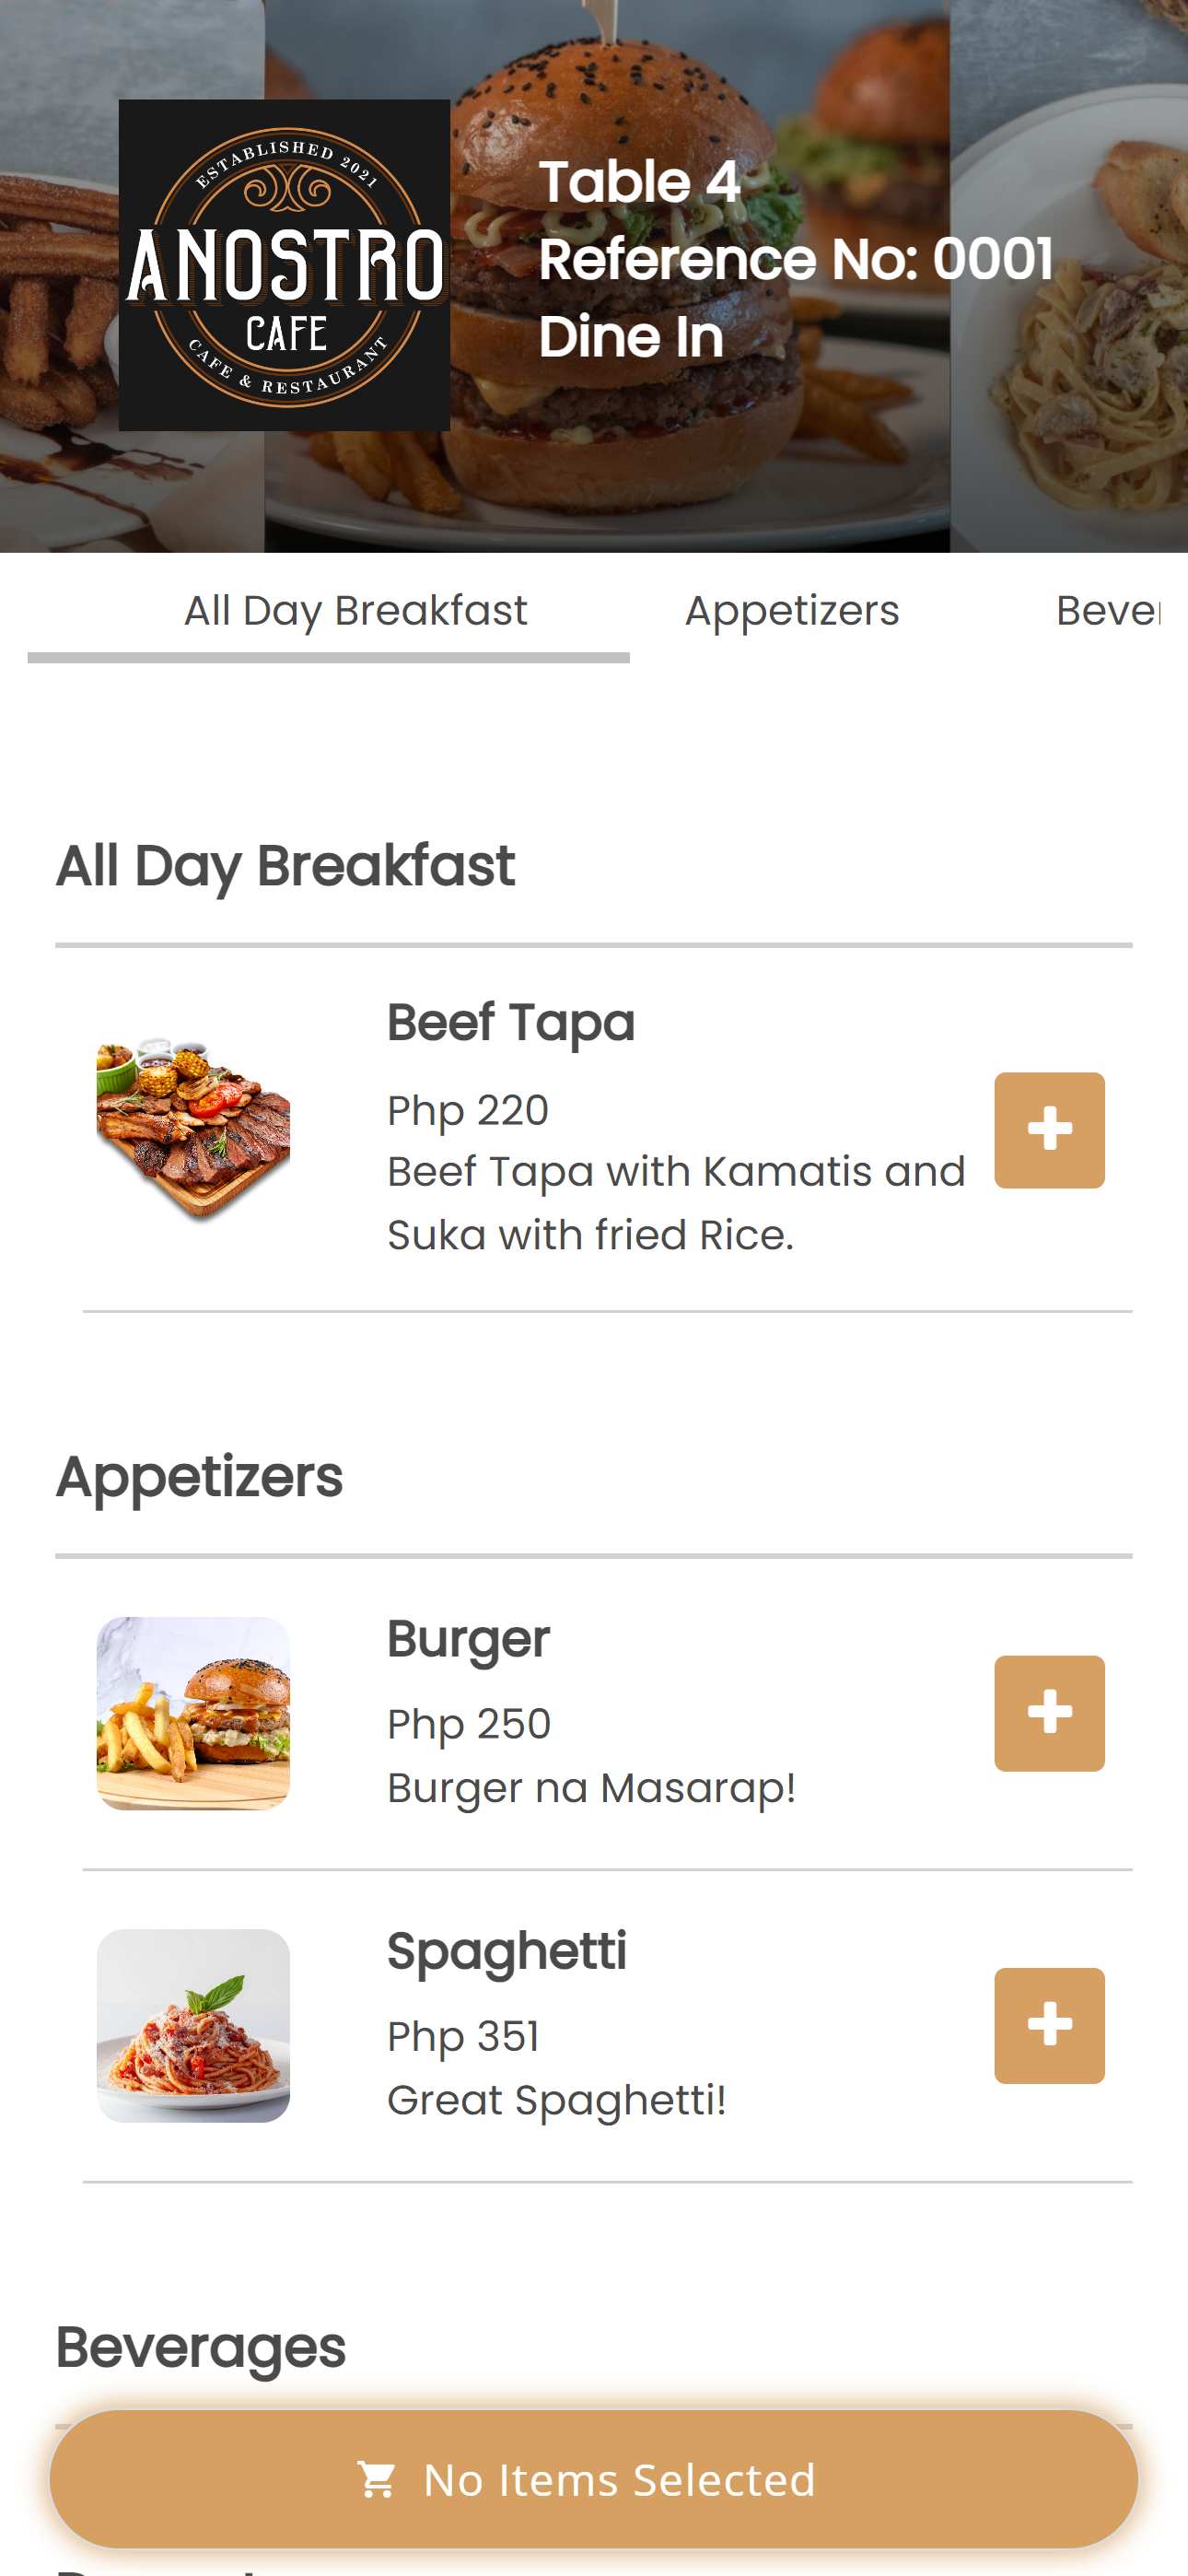 ESTABLISHED 2021
ANOSTRO
CAFE
CAFE & RESTAURANT
Table 4
Reference No: 0001
Dine In
All Day Breakfast Appetizers
All Day Breakfast
Beef Tapa
Php 220
Beef Tapa with Kamatis and
Suka with fried Rice.
Appetizers
Burger
Php 250
Burger na Masarap!
Spaghetti
Php 351
Great Spaghetti!
Beverages
No Items Selected